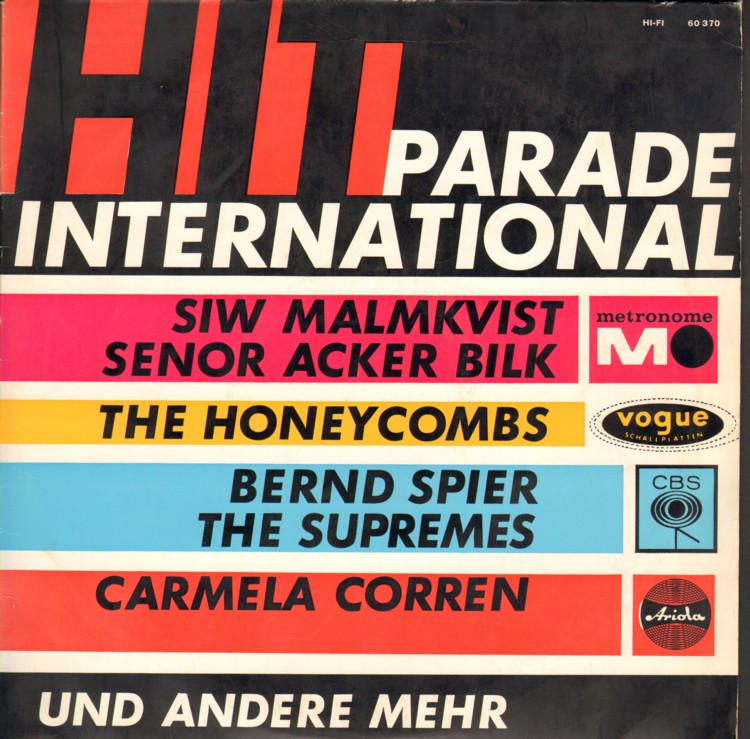 HI-FI 60 370
HIT
PARADE
INTERNATIONAL
SIW MALMKVIST
SENOR ACKER BILK
metronome
M
THE HONEYCOMBS
vogue
SCHALLPLATTEN
BERND SPIER
THE SUPREMES
CBS
CARMELA CORREN
Ariola
UND ANDERE MEHR